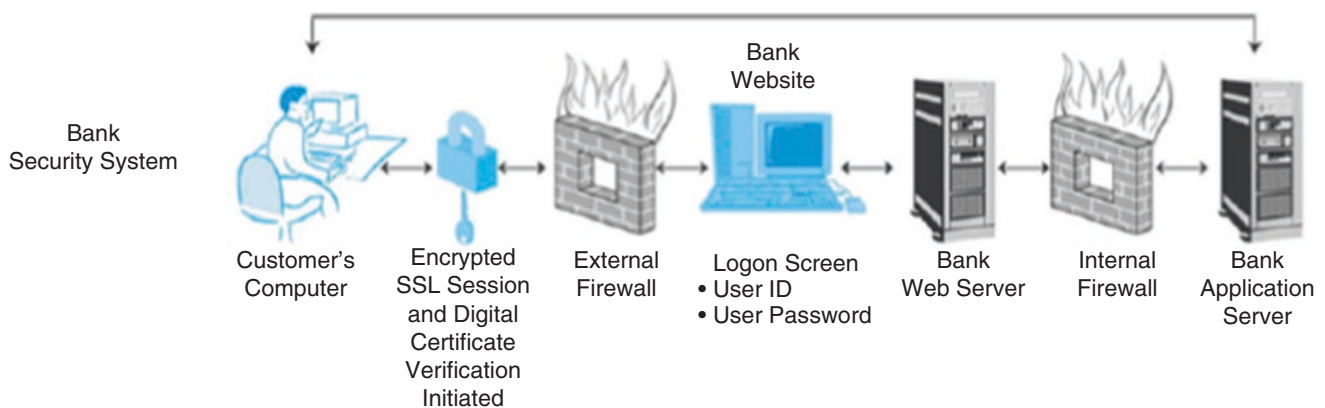 Bank
Security System
Bank
Website
Customer's
Computer
Encrypted
SSL Session
and Digital
Certificate
Verification
Initiated
External
Firewall
Logon Screen
• User ID
• User Password
Bank
Web Server
Internal
Firewall
Bank
Application
Server